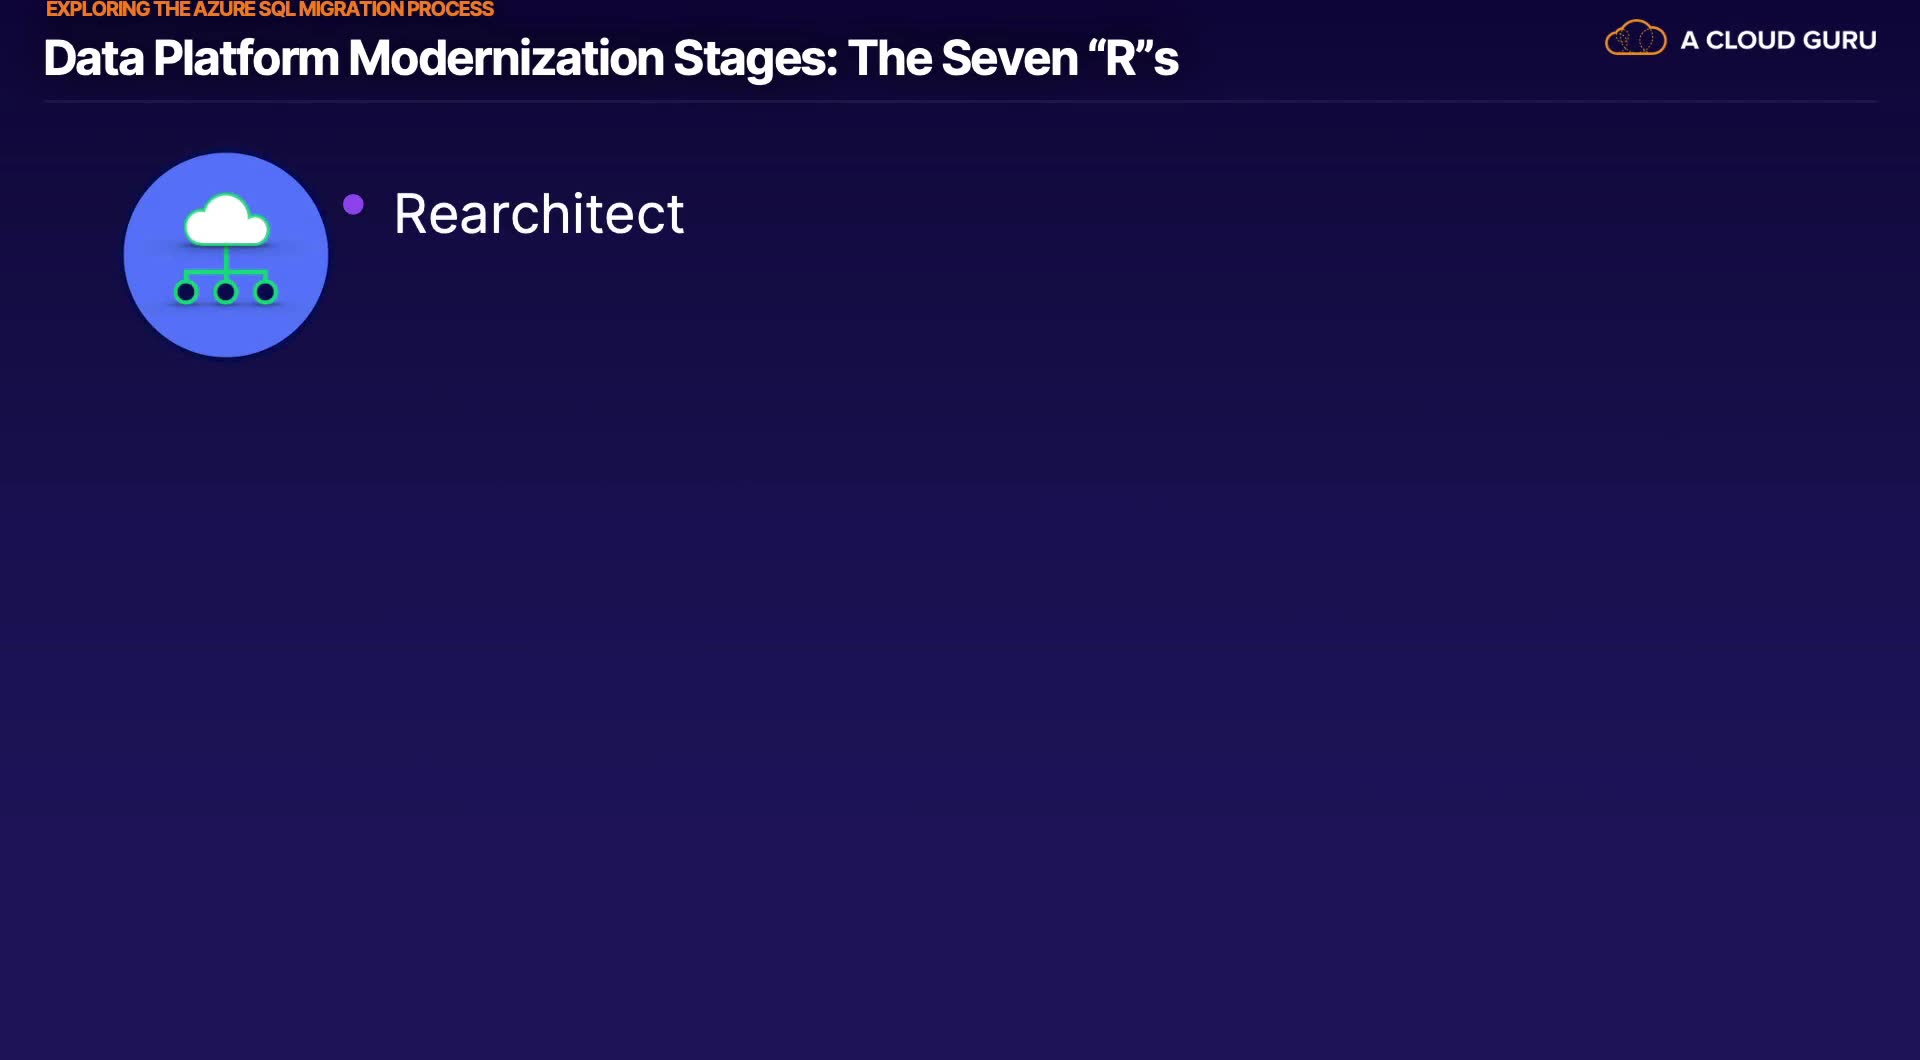 EXPLORING THE AZURE SQL MIGRATION PROCESS
Data Platform Modernization Stages: The Seven “R”s
A CLOUD GURU
Rearchitect